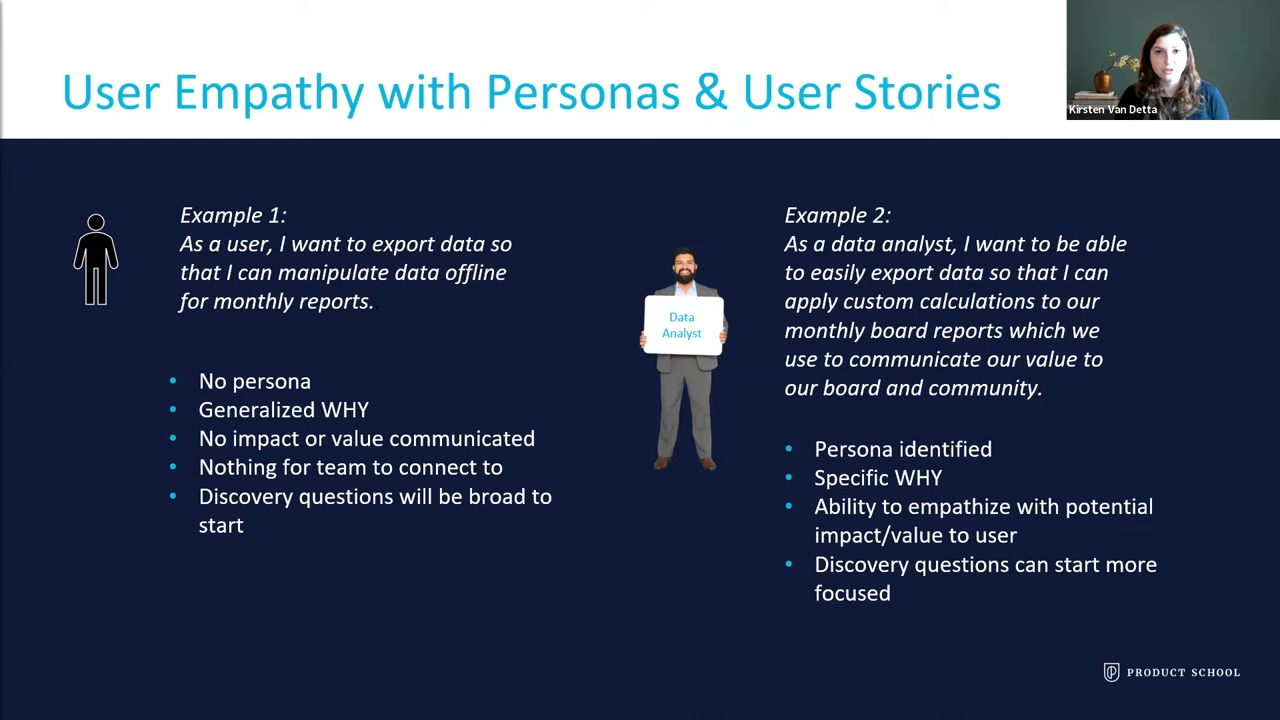 User Empathy with Personas & User Stories
Kirsten Van Detta
Example 1:
As a user, I want to export data so
that I can manipulate data offline
for monthly reports.
No persona
Generalized WHY
No impact or value communicated
Nothing for team to connect to
Discovery questions will be broad to
start
Data
Analyst
Example 2:
As a data analyst, I want to be able
to easily export data so that I can
apply custom calculations to our
monthly board reports which we
use to communicate our value to
our board and community.
Persona identified
Specific WHY
Ability to empathize with potential
impact/value to user
Discovery questions can start more
focused
PRODUCT SCHOOL